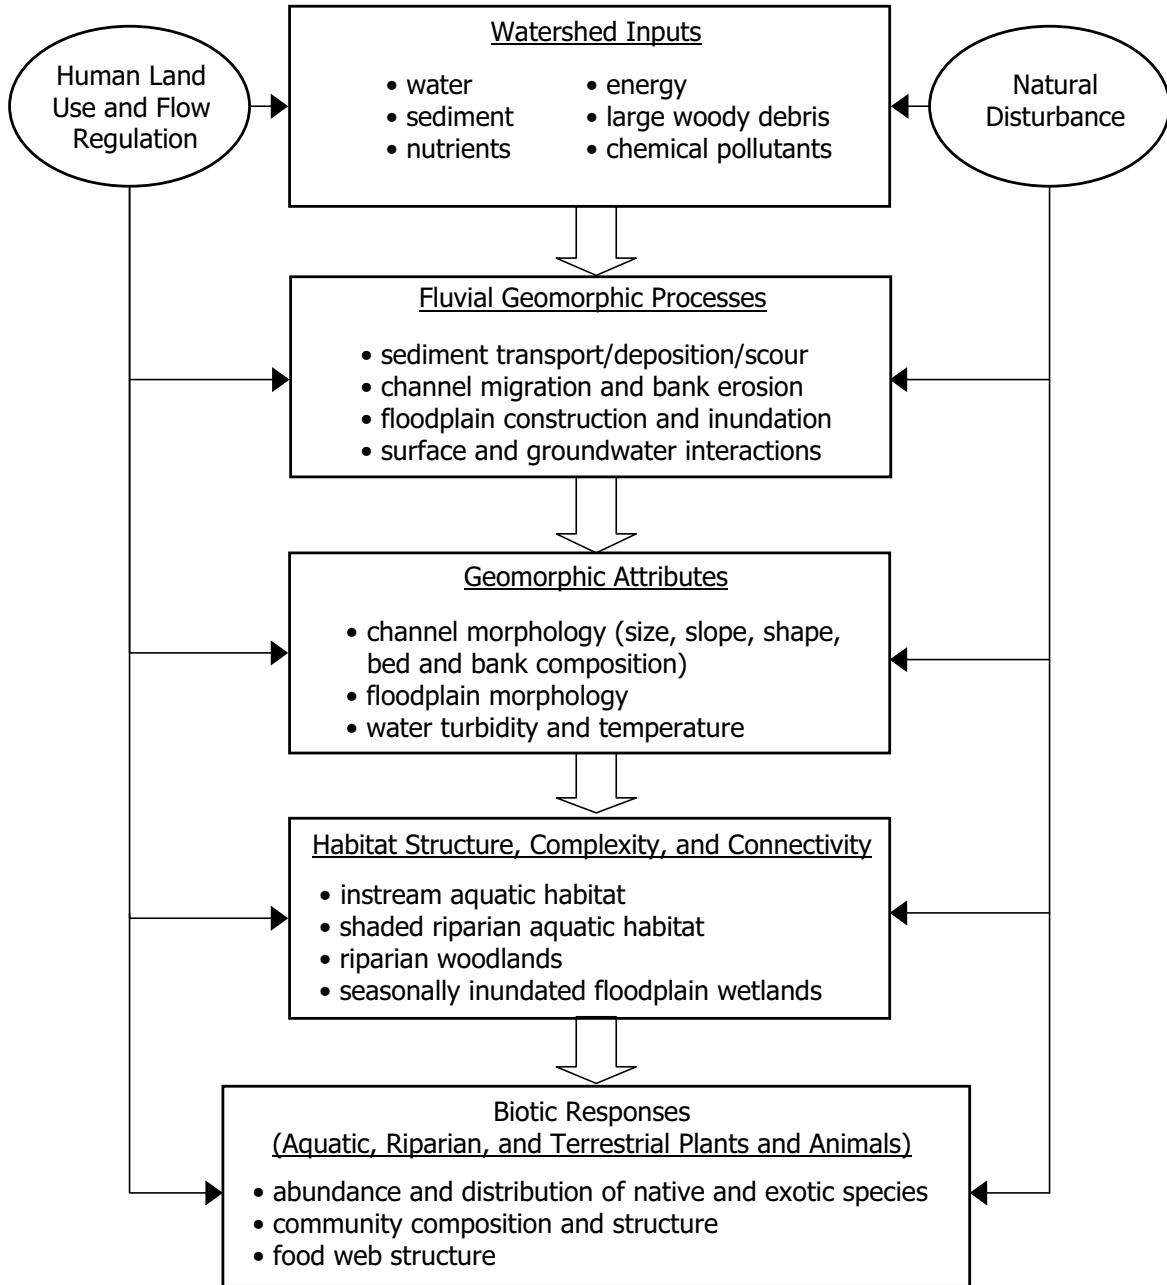 Human Land
Use and Flow
Regulation
Watershed Inputs
• water
• sediment
• nutrients
• energy
• large woody debris
• chemical pollutants
Natural
Disturbance
Fluvial Geomorphic Processes
• sediment transport/deposition/scour
• channel migration and bank erosion
• floodplain construction and inundation
• surface and groundwater interactions
Geomorphic Attributes
• channel morphology (size, slope, shape,
bed and bank composition)
• floodplain morphology
• water turbidity and temperature
Habitat Structure, Complexity, and Connectivity
• instream aquatic habitat
• shaded riparian aquatic habitat
• riparian woodlands
• seasonally inundated floodplain wetlands
Biotic Responses
(Aquatic, Riparian, and Terrestrial Plants and Animals)
• abundance and distribution of native and exotic species
• community composition and structure
• food web structure